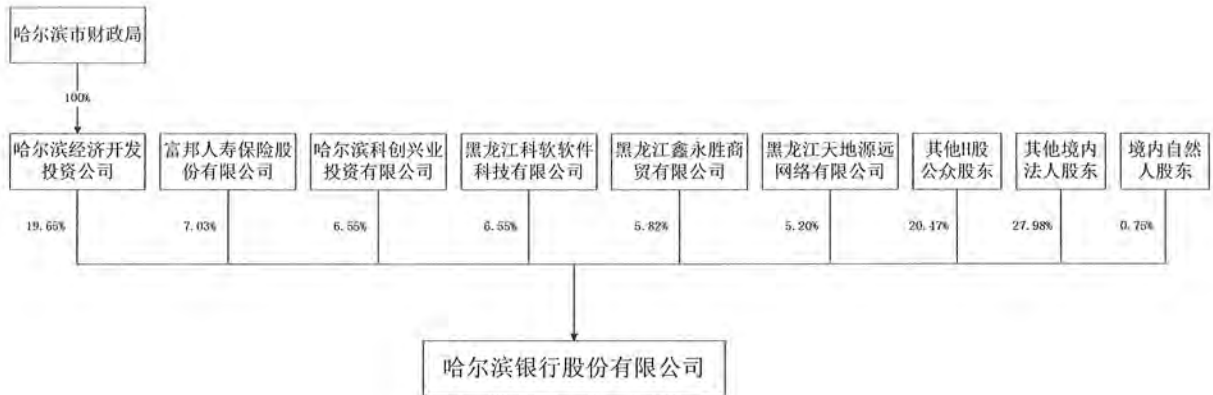 哈尔滨市财政局
100%
哈尔滨经济开发
投资公司
富邦人寿保险股
份有限公司
哈尔滨科创兴业
投资有限公司
黑龙江科软软件
科技有限公司
黑龙江鑫永胜商
贸有限公司
黑龙江天地源远
网络有限公司
其他H股
公众股东
其他境内
法人股东
境内自然
人股东
19.65%
7.03%
6.55%
6.55%
5.82%
5.20%
20.47%
27.98%
0.75%
哈尔滨银行股份有限公司